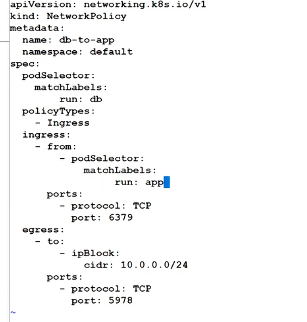 apiVersion: networking.k8s.io/v1
kind: NetworkPolicy
metadata:
  name: db-to-app
  namespace: default
spec:
  podSelector:
    matchLabels:
        run: db
  policyTypes:
    - Ingress
  ingress:
    - from:
        - podSelector:
            matchLabels:
                run: app
      ports:
        - protocol: TCP
          port: 6379
  egress:
    - to:
        - ipBlock:
            cidr: 10.0.0.0/24
      ports:
        - protocol: TCP
          port: 5978
~